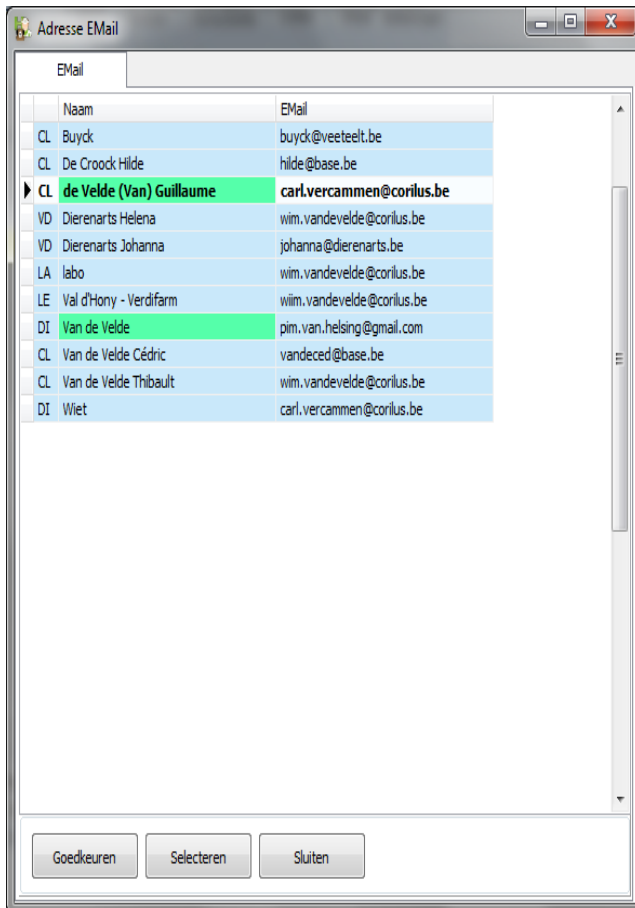 Adresse EMail
X
EMail
Naam EMail
CL Buyck buyck@veeteelt.be
CL De Croock Hilde hilde@base.be
CL de Velde (Van) Guillaume carl.vercammen@corilus.be
VD Dierenarts Helena wim.vandevelde@corilus.be
VD Dierenarts Johanna johanna@dierenarts.be
LA labo wim.vandevelde@corilus.be
LE Val d'Hony - Verdifarm wiim.vandevelde@corilus.be
DI Van de Velde pim.van.helsing@gmail.com
CL Van de Velde Cédric vandeced@base.be
CL Van de Velde Thibault wim.vandevelde@corilus.be
DI Wiet carl.vercammen@corilus.be
Goedkeuren Selecteren Sluiten